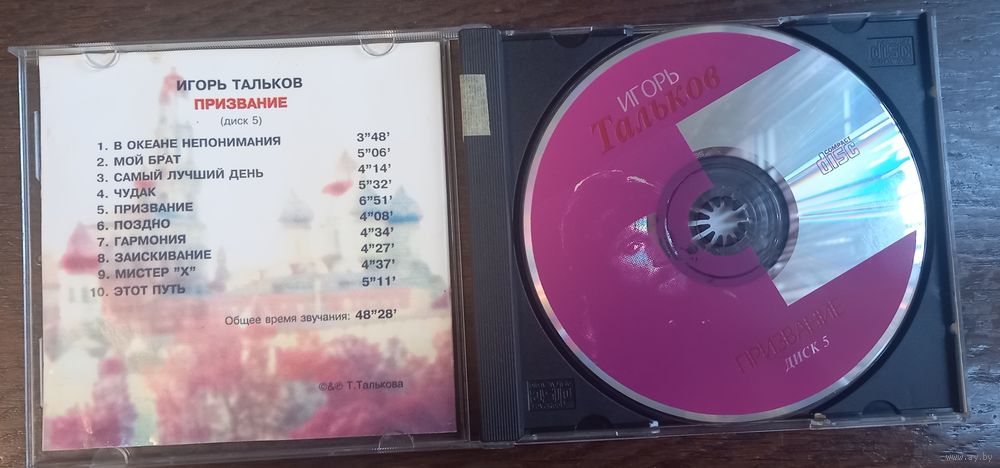 ИГОРЬ ТАЛЬКОВ
ПРИЗВАНИЕ
(диск 5)
1. В ОКЕАНЕ НЕПОНИМАНИЯ 3"48'
2. МОЙ БРАТ 5"06'
3. САМЫЙ ЛУЧШИЙ ДЕНЬ 4"14'
4. ЧУДАК 5"32'
5. ПРИЗВАНИЕ 6"51'
6. ПОЗДНО 4"08'
7. ГАРМОНИЯ 4"34'
8. ЗАИСКИВАНИЕ 4"27'
9. МИСТЕР "Х" 4"37'
10. ЭТОТ ПУТЬ 5"11'
Общее время звучания: 48"28'
©&℗ Т.Талькова
ИГОРЬ
Тальков
COMPACT
disc
ПРИЗВАНИЕ
ДИСК 5
www.ay.by